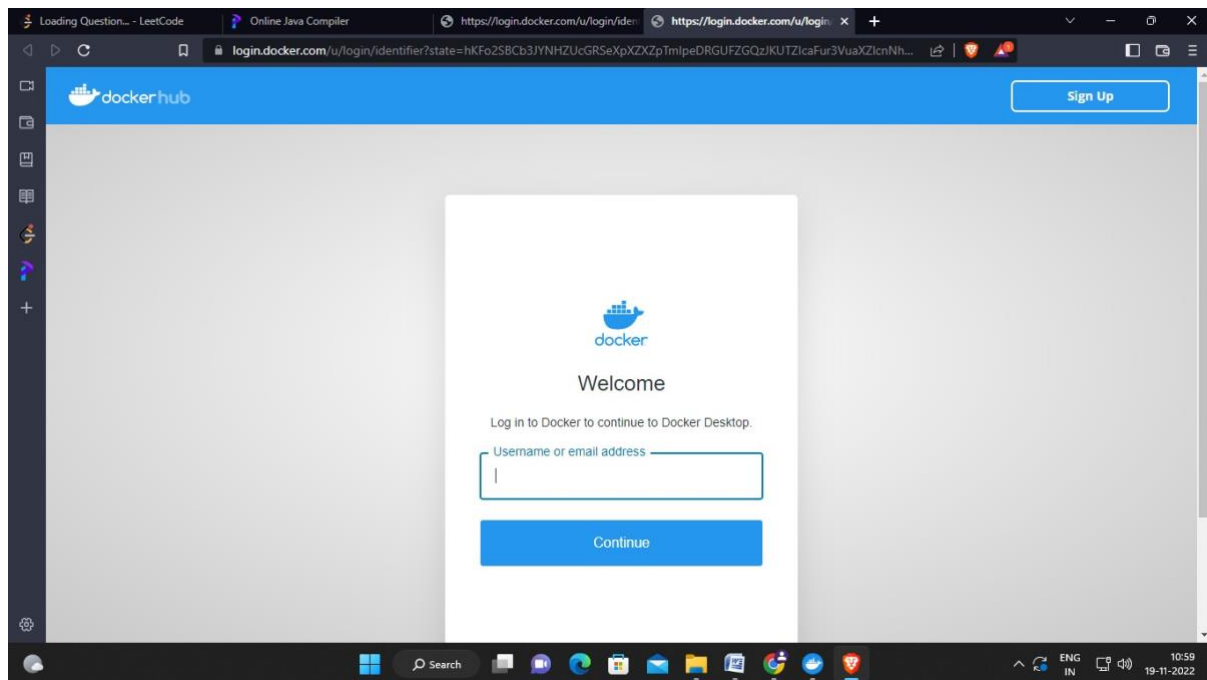 Loading Question... - LeetCode
Online Java Compiler
https://login.docker.com/u/login/iden
https://login.docker.com/u/login/
login.docker.com/u/login/identifier?state=
dockerhub
Sign Up
docker
Welcome
Log in to Docker to continue to Docker Desktop.
Username or email address
Continue
Search
ENG
IN
10:59
19-11-2022